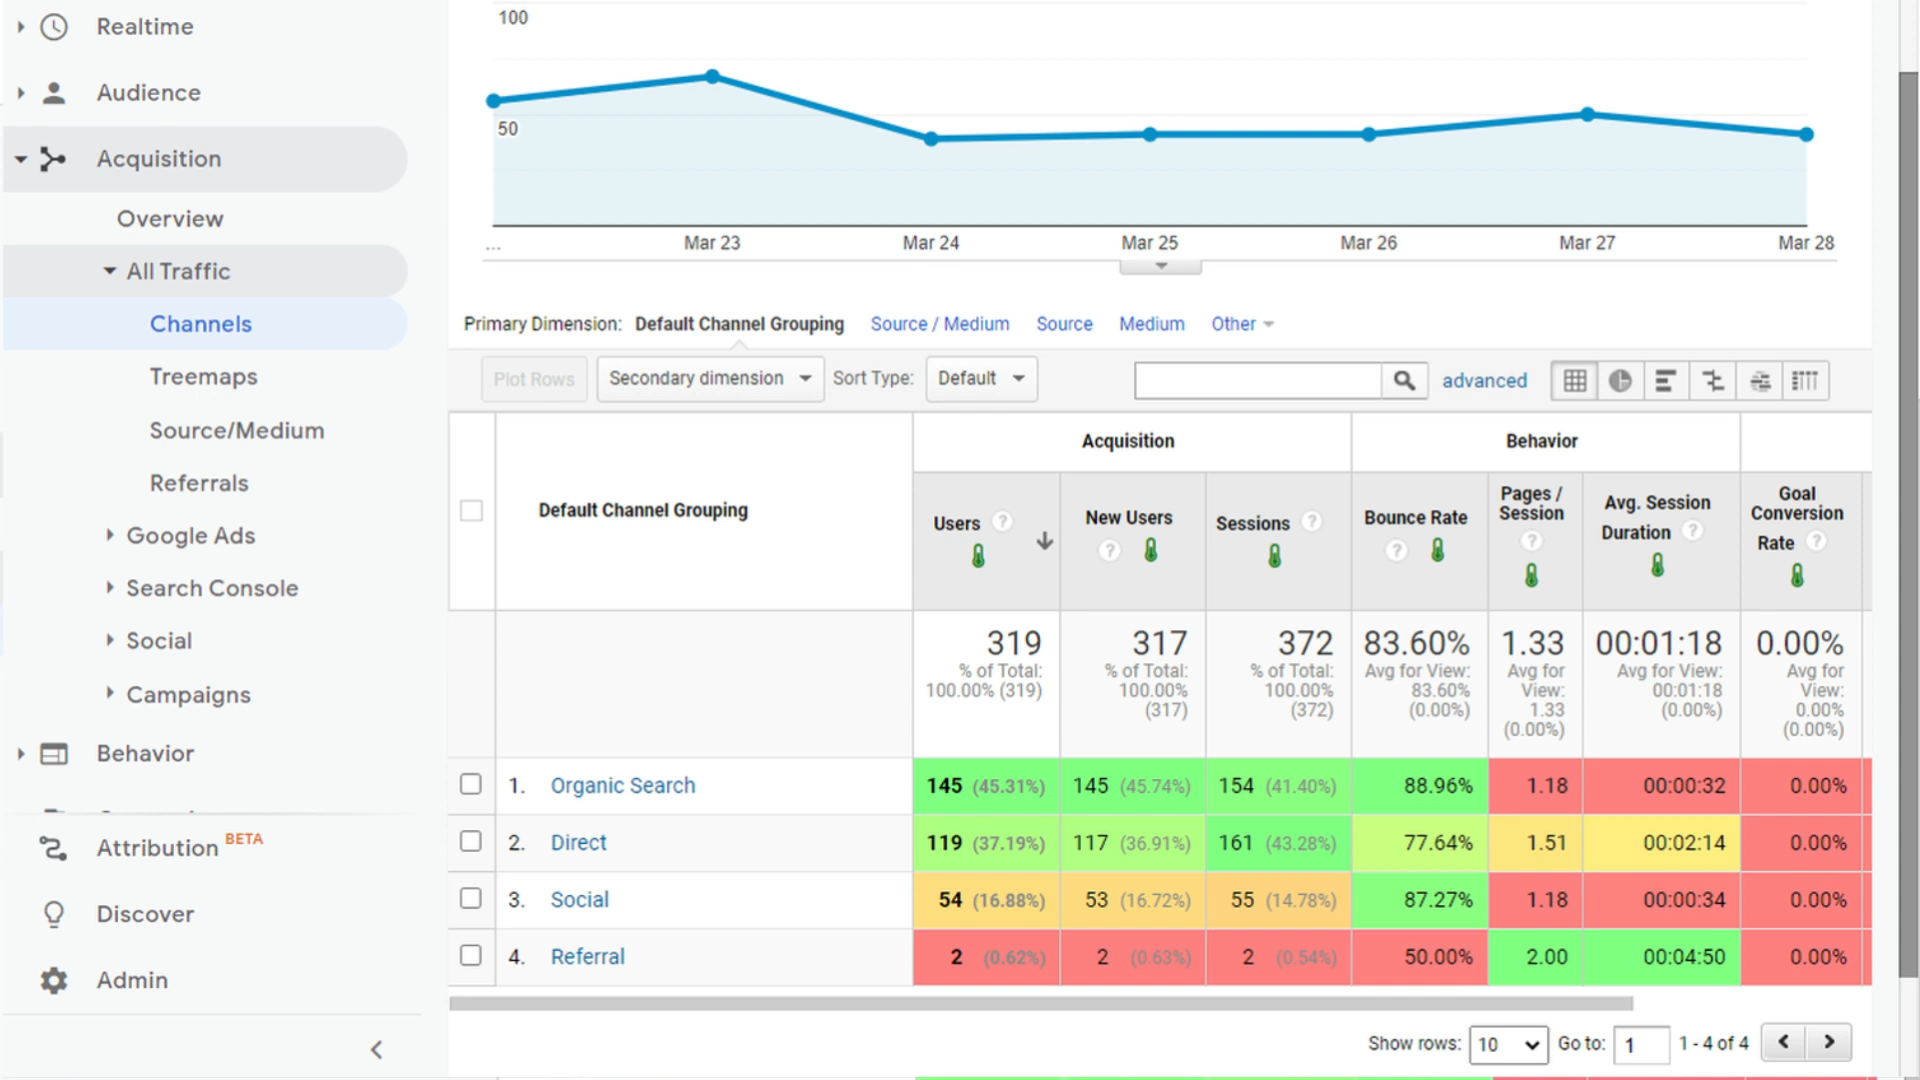 Realtime
Audience
Acquisition
Overview
All Traffic
Channels
Treemaps
Source/Medium
Referrals
Google Ads
Search Console
Social
Campaigns
Behavior
Attribution BETA
Discover
Admin
100
50
... Mar 23 Mar 24 Mar 25 Mar 26 Mar 27 Mar 28
Primary Dimension: Default Channel Grouping Source / Medium Source Medium Other
Plot Rows Secondary dimension Sort Type: Default advanced
Acquisition Behavior
Default Channel Grouping
Users ?
New Users ?
Sessions ?
Bounce Rate ?
Pages / Session ?
Avg. Session Duration ?
Goal Conversion Rate ?
319 317 372 83.60% 1.33 00:01:18 0.00%
% of Total: 100.00% (319)
% of Total: 100.00% (317)
% of Total: 100.00% (372)
Avg for View: 83.60% (0.00%)
Avg for View: 1.33 (0.00%)
Avg for View: 00:01:18 (0.00%)
Avg for View: 0.00% (0.00%)
1. Organic Search 145 (45.31%) 145 (45.74%) 154 (41.40%) 88.96% 1.18 00:00:32 0.00%
2. Direct 119 (37.19%) 117 (36.91%) 161 (43.28%) 77.64% 1.51 00:02:14 0.00%
3. Social 54 (16.88%) 53 (16.72%) 55 (14.78%) 87.27% 1.18 00:00:34 0.00%
4. Referral 2 (0.62%) 2 (0.63%) 2 (0.54%) 50.00% 2.00 00:04:50 0.00%
Show rows: 10 Go to: 1 1 - 4 of 4